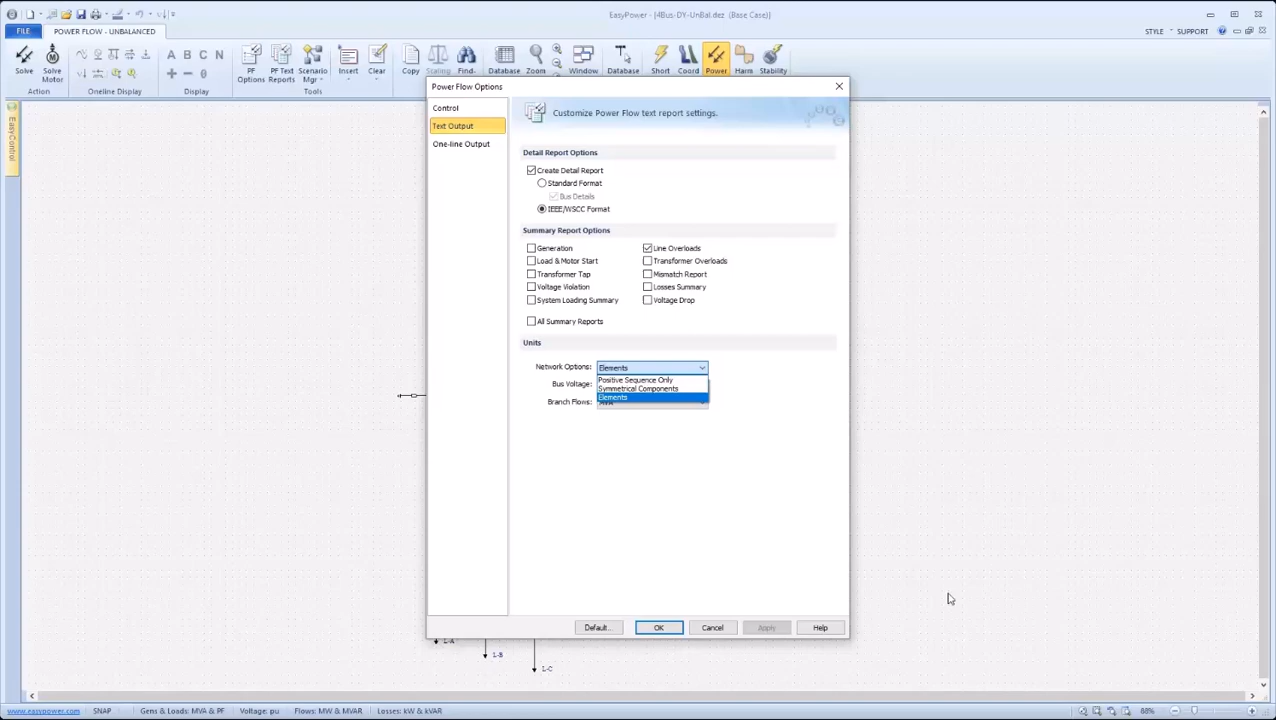 EasyPower - [4Bus-DY-UnBal.dez (Base Case)]
FILE
POWER FLOW - UNBALANCED
STYLE
SUPPORT
Solve
Solve Motor
A B C N
PF Options
PF Text Reports
Scenario Mgr
Insert
Clear
Copy
Scaling
Find-
Database
Zoom
Window
Database
Short
Coord
Power
Harm
Stability
Action
Oneline Display
Display
Tools
EasyControl
Power Flow Options
Control
Text Output
One-line Output
Customize Power Flow text report settings.
Detail Report Options
Create Detail Report
Standard Format
Bus Details
IEEE/WSCC Format
Summary Report Options
Generation
Line Overloads
Load & Motor Start
Transformer Overloads
Transformer Tap
Mismatch Report
Voltage Violation
Losses Summary
System Loading Summary
Voltage Drop
All Summary Reports
Units
Network Options:
Elements
Positive Sequence Only
Bus Voltage:
Symmetrical Components
Elements
Branch Flows:
Default...
OK
Cancel
Apply
Help
L-A
L-B
L-C
www.easypower.com
SNAP
Gens & Loads: MVA & PF
Voltage: pu
Flows: MW & MVAR
Losses: kW & kVAR
88%